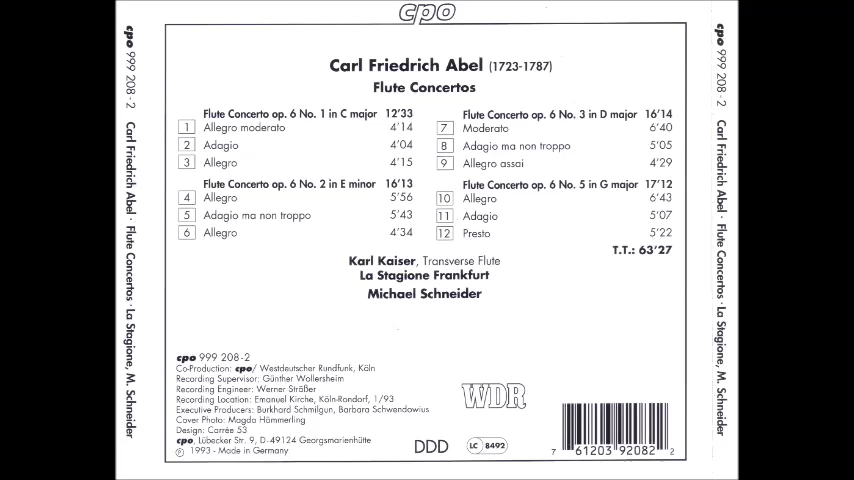 cpo
cpo 999 208-2 Carl Friedrich Abel · Flute Concertos · La Stagione, M. Schneider
Carl Friedrich Abel (1723-1787)
Flute Concertos
Flute Concerto op. 6 No. 1 in C major 12'33
1 Allegro moderato 4'14
2 Adagio 4'04
3 Allegro 4'15
Flute Concerto op. 6 No. 2 in E minor 16'13
4 Allegro 5'56
5 Adagio ma non troppo 5'43
6 Allegro 4'34
Flute Concerto op. 6 No. 3 in D major 16'14
7 Moderato 6'40
8 Adagio ma non troppo 5'05
9 Allegro assai 4'29
Flute Concerto op. 6 No. 5 in G major 17'12
10 Allegro 6'43
11 Adagio 5'07
12 Presto 5'22
T.T.: 63'27
Karl Kaiser, Transverse Flute
La Stagione Frankfurt
Michael Schneider
cpo 999 208-2
Co-Production: cpo/ Westdeutscher Rundfunk, Köln
Recording Supervisor: Günther Wollersheim
Recording Engineer: Werner Sträßer
Recording Location: Emanuel Kirche, Köln-Rondorf, 1/93
Executive Producers: Burkhard Schmilgun, Barbara Schwendowius
Cover Photo: Magda Hämmerling
Design: Carrée 53
cpo, Lübecker Str. 9, D-49124 Georgsmarienhütte
℗ 1993 - Made in Germany
WDR
DDD
LC 8492
7 61203 92082 2
cpo 999 208-2 Carl Friedrich Abel · Flute Concertos · La Stagione, M. Schneider